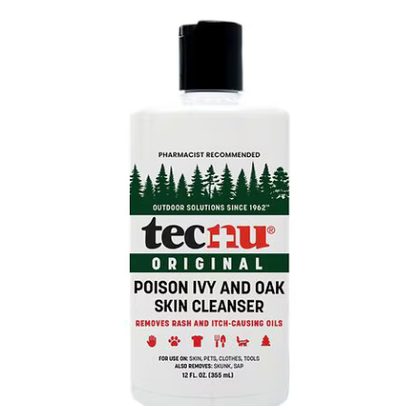 PHARMACIST RECOMMENDED
OUTDOOR SOLUTIONS SINCE 1962™
tecnu®
ORIGINAL
POISON IVY AND OAK
SKIN CLEANSER
REMOVES RASH AND ITCH-CAUSING OILS
FOR USE ON: SKIN, PETS, CLOTHES, TOOLS
ALSO REMOVES: SKUNK, SAP
12 FL. OZ. (355 mL)